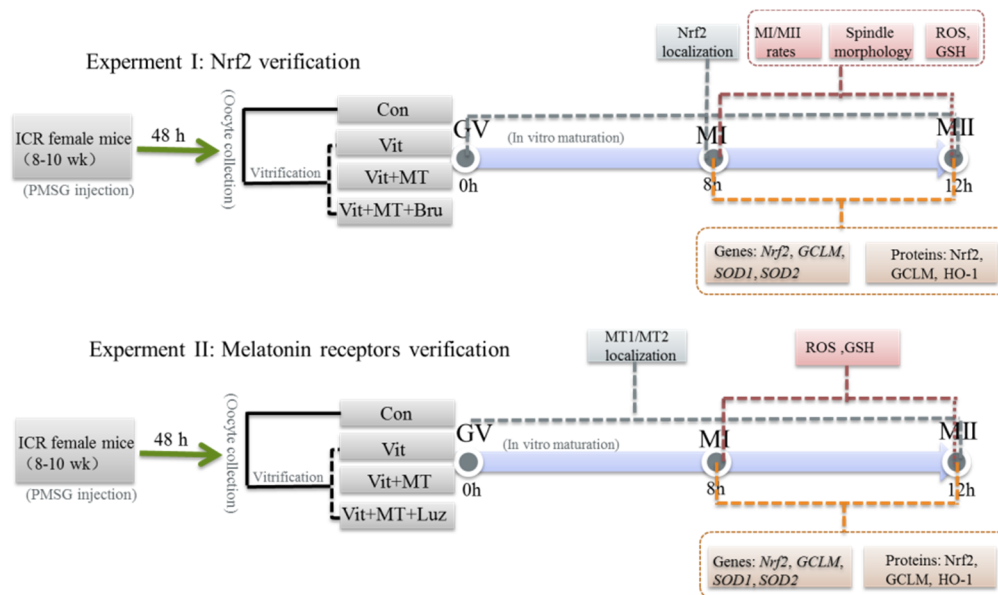 Experment I: Nrf2 verification
ICR female mice
(8-10 wk)
(PMSG injection)
48 h
(Oocyte collection)
Vitrification
Con
Vit
Vit+MT
Vit+MT+Bru
GV
0h
(In vitro maturation)
MI
8h
MII
12h
Nrf2
localization
MI/MII
rates
Spindle
morphology
ROS,
GSH
Genes: Nrf2, GCLM,
SOD1, SOD2
Proteins: Nrf2,
GCLM, HO-1
Experment II: Melatonin receptors verification
ICR female mice
(8-10 wk)
(PMSG injection)
48 h
(Oocyte collection)
Vitrification
Con
Vit
Vit+MT
Vit+MT+Luz
GV
0h
(In vitro maturation)
MI
8h
MII
12h
MT1/MT2
localization
ROS ,GSH
Genes: Nrf2, GCLM,
SOD1, SOD2
Proteins: Nrf2,
GCLM, HO-1